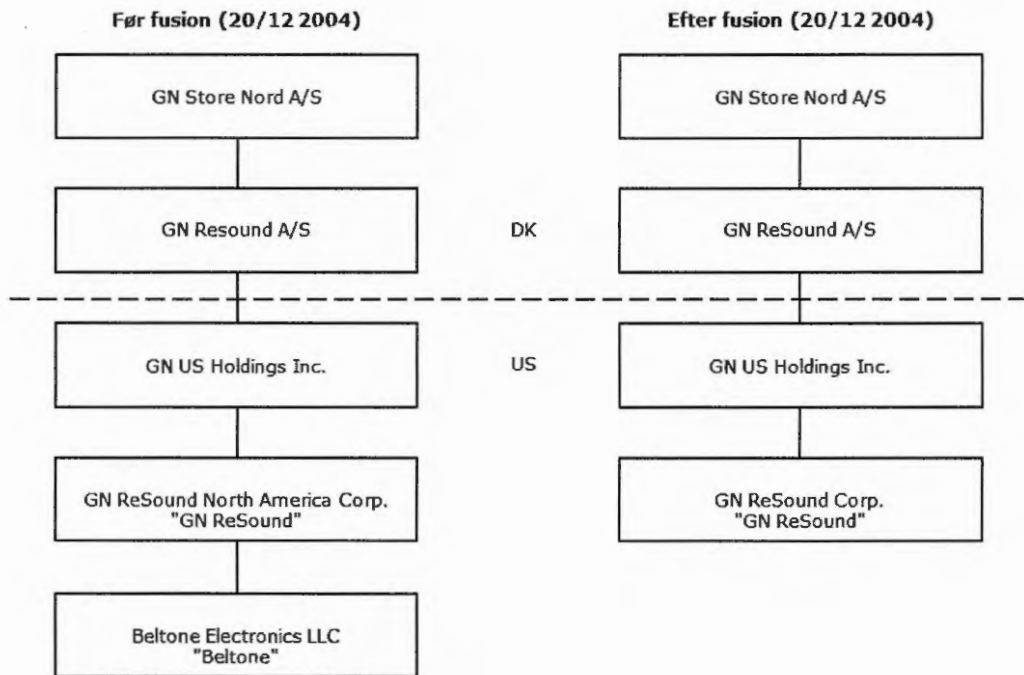 Før fusion (20/12 2004)
Efter fusion (20/12 2004)
GN Store Nord A/S
GN Store Nord A/S
GN Resound A/S
DK
GN ReSound A/S
GN US Holdings Inc.
US
GN US Holdings Inc.
GN ReSound North America Corp.
"GN ReSound"
GN ReSound Corp.
"GN ReSound"
Beltone Electronics LLC
"Beltone"